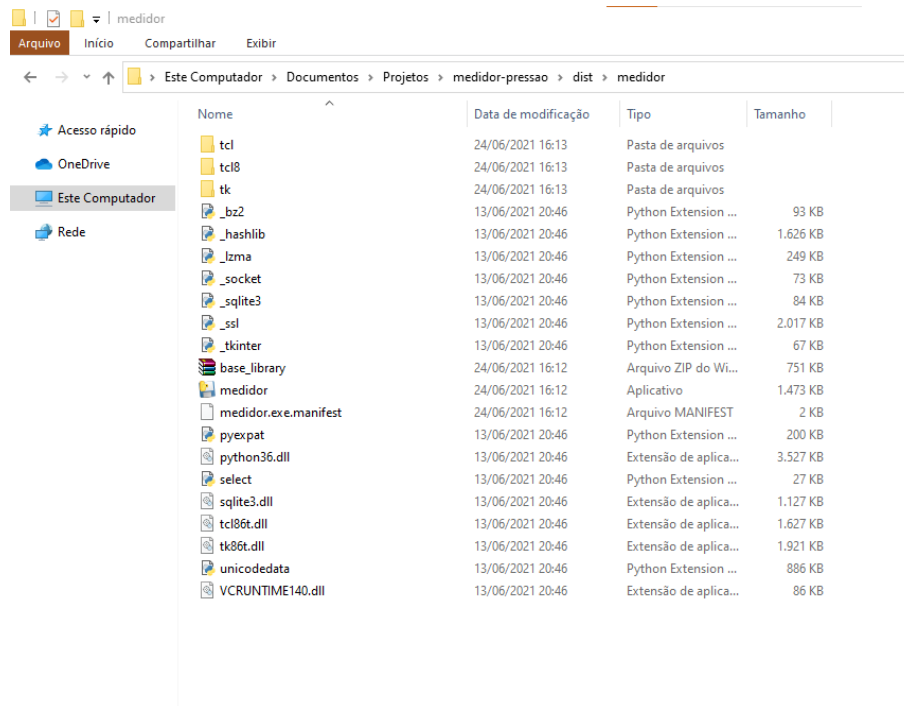 medidor
Arquivo Início Compartilhar Exibir
Este Computador > Documentos > Projetos > medidor-pressao > dist > medidor
Acesso rápido
OneDrive
Este Computador
Rede
Nome Data de modificação Tipo Tamanho
tcl 24/06/2021 16:13 Pasta de arquivos
tcl8 24/06/2021 16:13 Pasta de arquivos
tk 24/06/2021 16:13 Pasta de arquivos
_bz2 13/06/2021 20:46 Python Extension ... 93 KB
_hashlib 13/06/2021 20:46 Python Extension ... 1.626 KB
_lzma 13/06/2021 20:46 Python Extension ... 249 KB
_socket 13/06/2021 20:46 Python Extension ... 73 KB
_sqlite3 13/06/2021 20:46 Python Extension ... 84 KB
_ssl 13/06/2021 20:46 Python Extension ... 2.017 KB
_tkinter 13/06/2021 20:46 Python Extension ... 67 KB
base_library 24/06/2021 16:12 Arquivo ZIP do Wi... 751 KB
medidor 24/06/2021 16:12 Aplicativo 1.473 KB
medidor.exe.manifest 24/06/2021 16:12 Arquivo MANIFEST 2 KB
pyexpat 13/06/2021 20:46 Python Extension ... 200 KB
python36.dll 13/06/2021 20:46 Extensão de aplica... 3.527 KB
select 13/06/2021 20:46 Python Extension ... 27 KB
sqlite3.dll 13/06/2021 20:46 Extensão de aplica... 1.127 KB
tcl86t.dll 13/06/2021 20:46 Extensão de aplica... 1.627 KB
tk86t.dll 13/06/2021 20:46 Extensão de aplica... 1.921 KB
unicodedata 13/06/2021 20:46 Python Extension ... 886 KB
VCRUNTIME140.dll 13/06/2021 20:46 Extensão de aplica... 86 KB